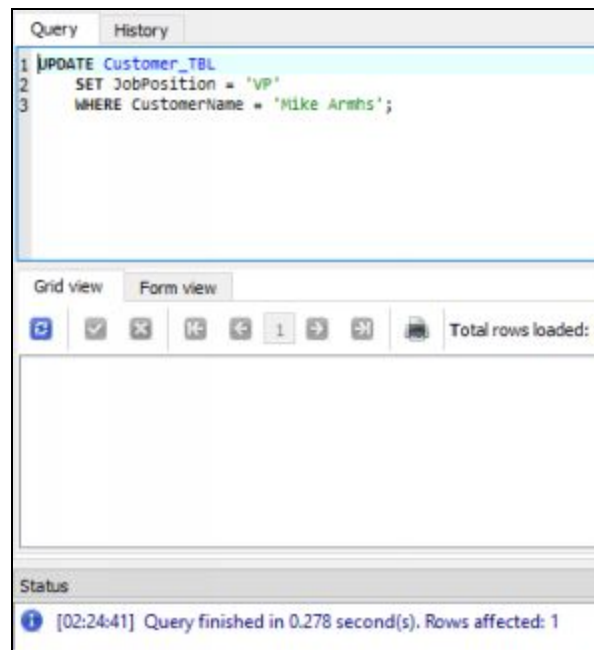 Query History
1 UPDATE Customer_TBL
2 SET JobPosition = 'VP'
3 WHERE CustomerName = 'Mike Armhs';
Grid view Form view
1 Total rows loaded:
Status
[02:24:41] Query finished in 0.278 second(s). Rows affected: 1